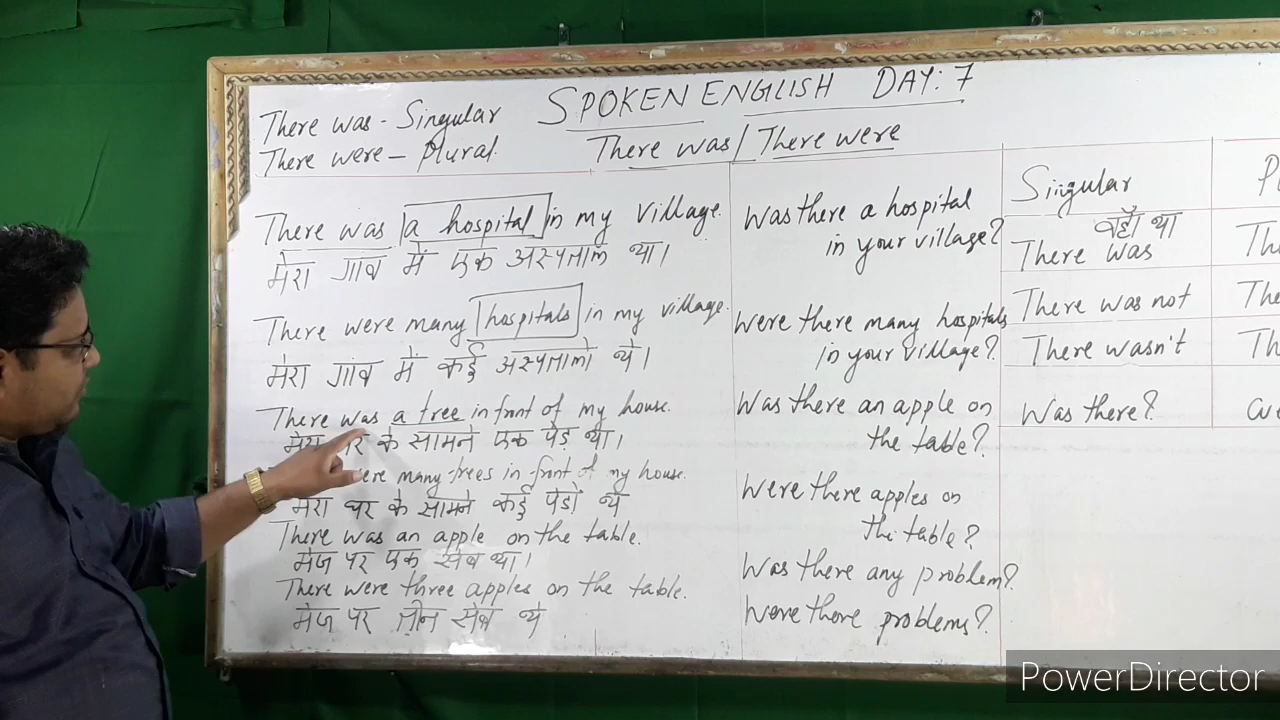 SPOKEN ENGLISH DAY: 7
There was - Singular
There were - Plural.
There was / There were
There was a hospital in my village.
मेरा गाव में एक अस्पताल था।
There were many hospitals in my village.
मेरा गांव में कई अस्पतालो थे।
There was a tree in front of my house.
मेरा घर के सामने एक पेड़ था।
ere many trees in front of my house.
मेरा घर के सामने कई पेडो थे
There was an apple on the table.
मेज पर एक सेब था।
There were three apples on the table.
मेज पर तीन सेब थे
Was there a hospital
in your village?
Were there many hospitals
in your village?
Was there an apple on
the table?
Were there apples on
the table?
Was there any problem?
Were there problems?
Singular
वहाँ था
There was
There was not
There wasn't
Was there?
PowerDirector